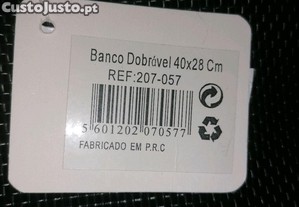 CustoJusto.pt
Banco Dobrável 40x28 Cm
REF:207-057
5 601202 070577
FABRICADO EM P.R.C